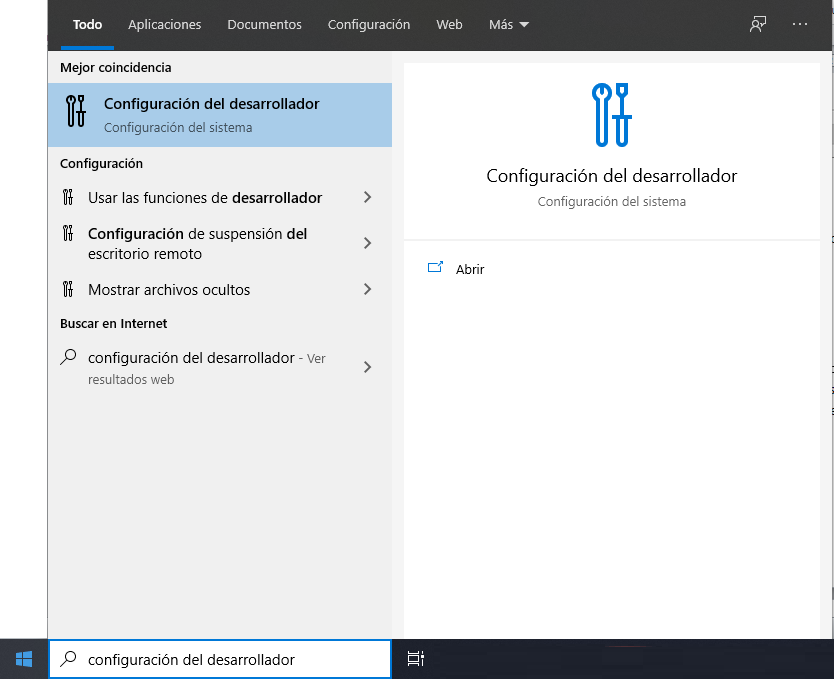 Todo Aplicaciones Documentos Configuración Web Más
Mejor coincidencia
Configuración del desarrollador
Configuración del sistema
Configuración
Usar las funciones de desarrollador
Configuración de suspensión del
escritorio remoto
Mostrar archivos ocultos
Buscar en Internet
configuración del desarrollador - Ver
resultados web
Configuración del desarrollador
Configuración del sistema
Abrir
configuración del desarrollador